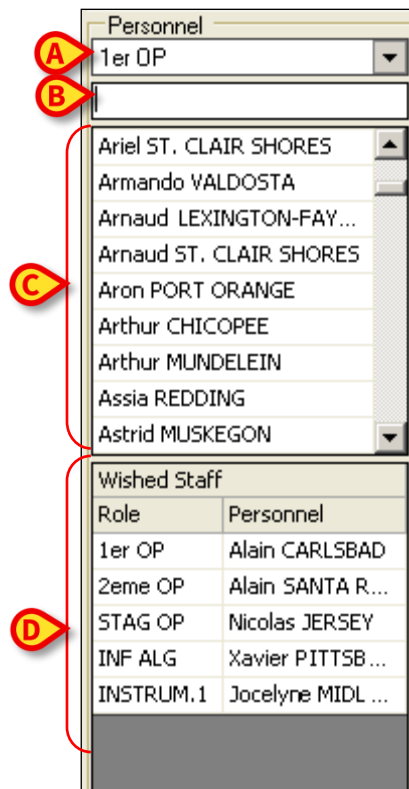 Personnel
A
1er OP
B
C
Ariel ST. CLAIR SHORES
Armando VALDOSTA
Arnaud LEXINGTON-FAY...
Arnaud ST. CLAIR SHORES
Aron PORT ORANGE
Arthur CHICOPEE
Arthur MUNDELEIN
Assia REDDING
Astrid MUSKEGON
D
Wished Staff
Role Personnel
1er OP Alain CARLSBAD
2eme OP Alain SANTA R...
STAG OP Nicolas JERSEY
INF ALG Xavier PITTSB...
INSTRUM.1 Jocelyne MIDL ...